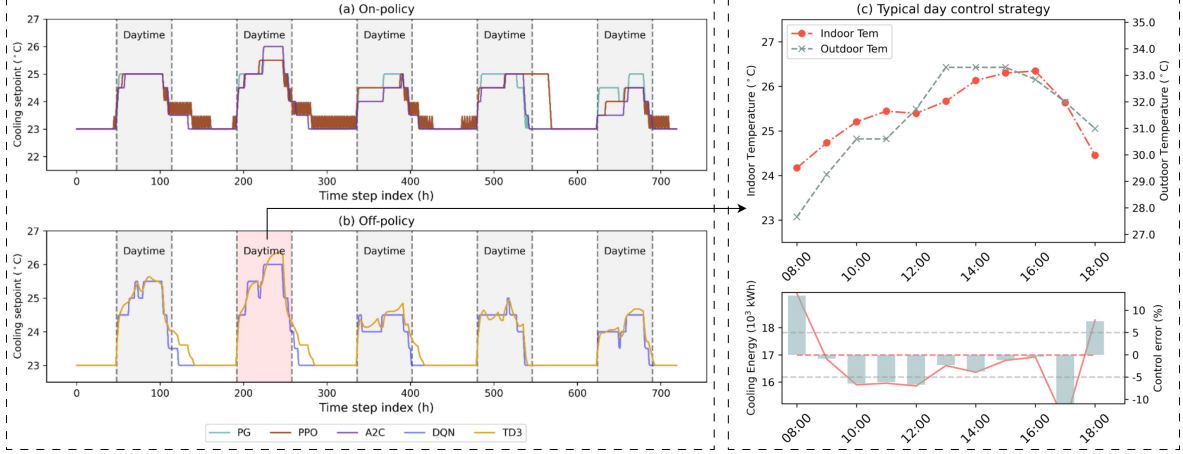 (a) On-policy
Cooling setpoint (°C)
27
26
25
24
23
22
Daytime
Daytime
Daytime
Daytime
Daytime
0
100
200
300
400
500
600
700
Time step index (h)
(b) Off-policy
Cooling setpoint (°C)
27
26
25
24
23
Daytime
Daytime
Daytime
Daytime
Daytime
0
100
200
300
400
500
600
700
Time step index (h)
PG
PPO
A2C
DQN
TD3
(c) Typical day control strategy
Indoor Temperature (°C)
27
26
25
24
23
Indoor Tem
Outdoor Tem
35.0
34.0
33.0
32.0
31.0
30.0
29.0
28.0
27.0
Outdoor Temperature (°C)
08:00
10:00
12:00
14:00
16:00
18:00
Cooling Energy (10³ kWh)
18
17
16
10
5
0
-5
-10
Control error (%)
08:00
10:00
12:00
14:00
16:00
18:00